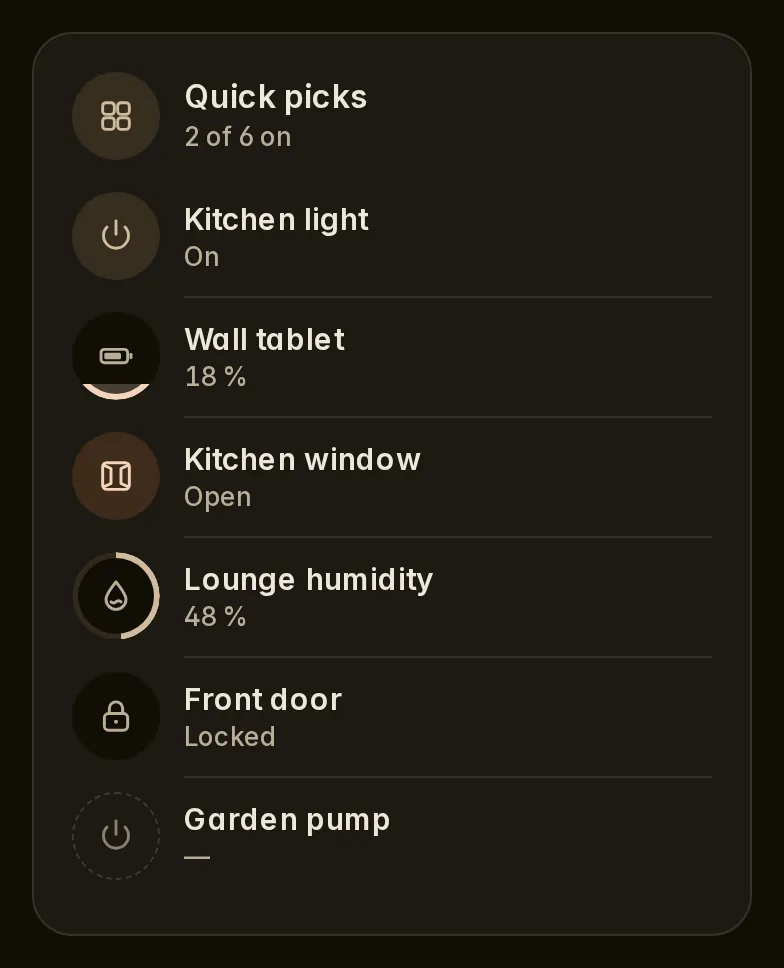 Quick picks
2 of 6 on
Kitchen light
On
Wall tablet
18 %
Kitchen window
Open
Lounge humidity
48 %
Front door
Locked
Garden pump
—